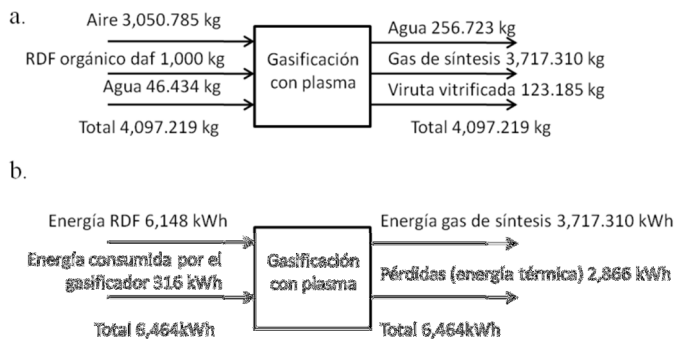 a.
Aire 3,050.785 kg
RDF orgánico daf 1,000 kg
Agua 46.434 kg
Total 4,097.219 kg
Gasificación
con plasma
Agua 256.723 kg
Gas de síntesis 3,717.310 kg
Viruta vitrificada 123.185 kg
Total 4,097.219 kg
b.
Energía RDF 6,148 kWh
Energía consumida por el
gasificador 316 kWh
Total 6,464kWh
Gasificación
con plasma
Energía gas de síntesis 3,717.310 kWh
Pérdidas (energía térmica) 2,866 kWh
Total 6,464kWh